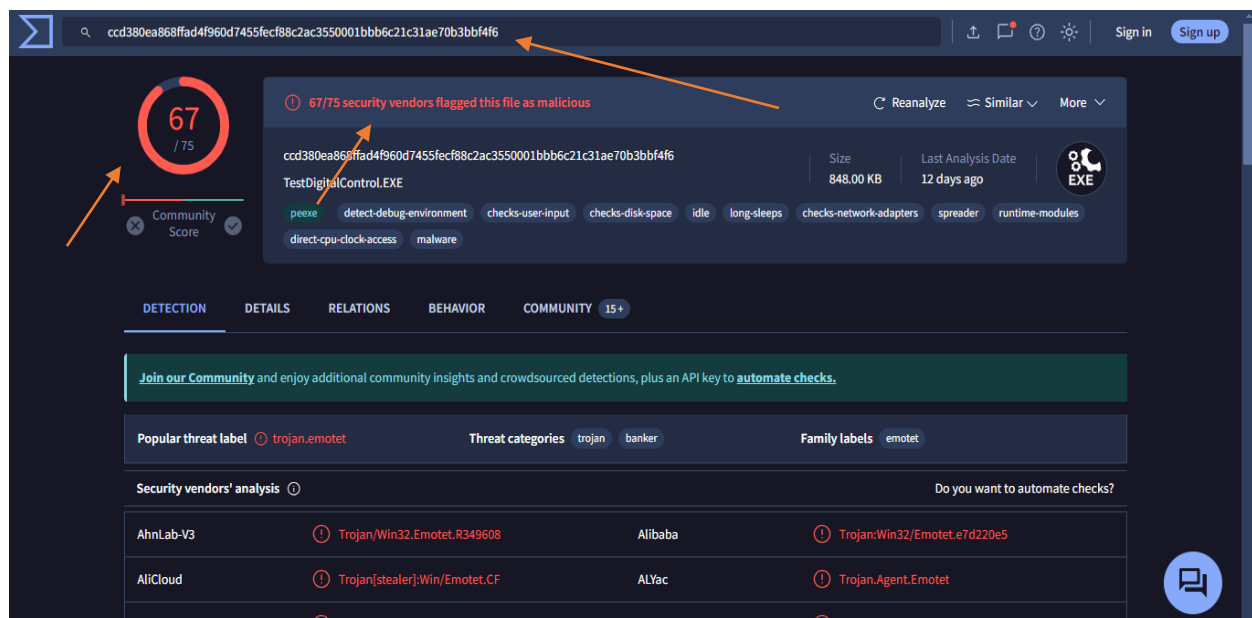 ccd380ea868ffad4f960d7455fecf88c2ac3550001bbb6c21c31ae70b3bbf4f6
Sign in
Sign up
67
/ 75
Community
Score
67/75 security vendors flagged this file as malicious
Reanalyze
Similar
More
ccd380ea868ffad4f960d7455fecf88c2ac3550001bbb6c21c31ae70b3bbf4f6
TestDigitalControl.EXE
Size
848.00 KB
Last Analysis Date
12 days ago
EXE
peexe detect-debug-environment checks-user-input checks-disk-space idle long-sleeps checks-network-adapters spreader runtime-modules
direct-cpu-clock-access malware
DETECTION DETAILS RELATIONS BEHAVIOR COMMUNITY 15+
Join our Community and enjoy additional community insights and crowdsourced detections, plus an API key to automate checks.
Popular threat label trojan.emotet Threat categories trojan banker Family labels emotet
Security vendors' analysis Do you want to automate checks?
AhnLab-V3 Trojan/Win32.Emotet.R349608 Alibaba Trojan:Win32/Emotet.e7d220e5
AliCloud Trojan[stealer]:Win/Emotet.CF ALYac Trojan.Agent.Emotet